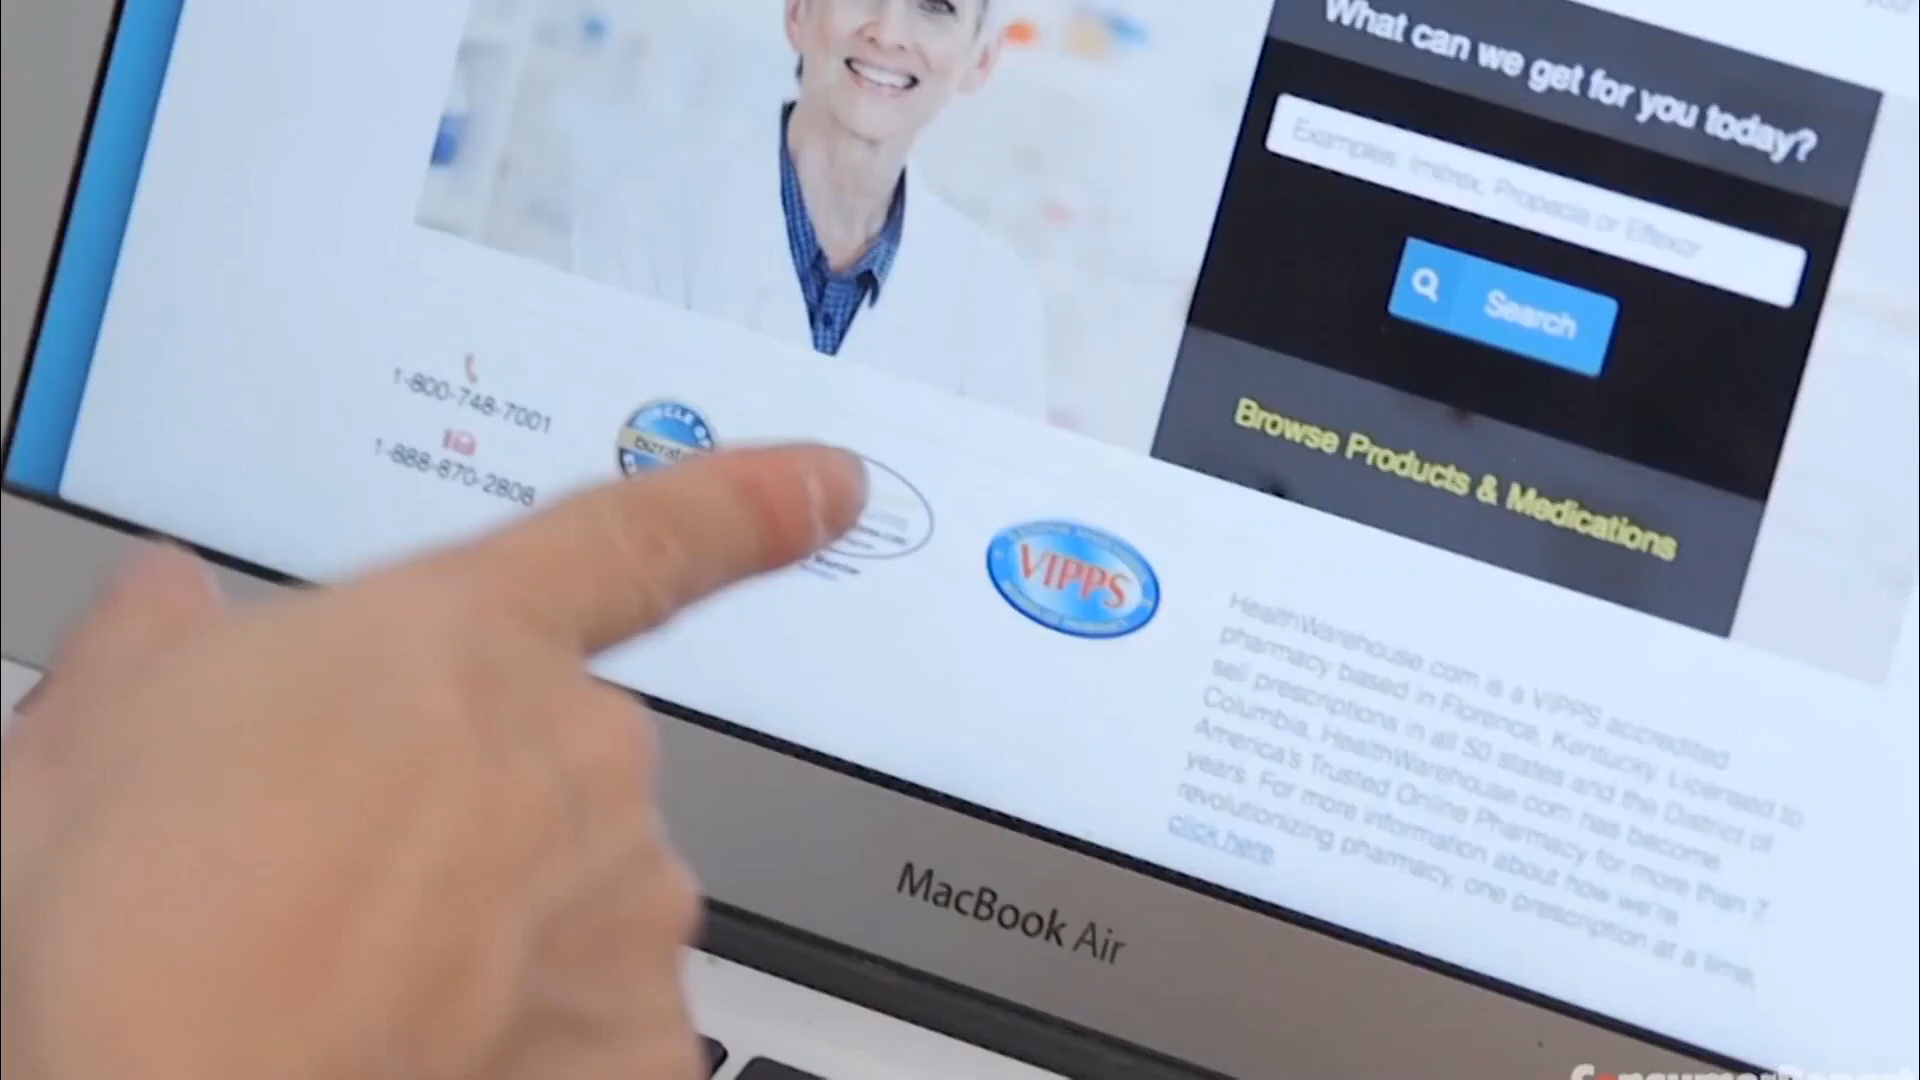 What can we get for you today?
Examples: Imitrex, Propecia or Effexor
Search
Browse Products & Medications
1-800-748-7001
1-888-870-2808
VIPPS
HealthWarehouse.com is a VIPPS accredited
pharmacy based in Florence, Kentucky. Licensed to
sell prescriptions in all 50 states and the District of
Columbia, HealthWarehouse.com has become
America's Trusted Online Pharmacy for more than 7
years. For more information about how we're
revolutionizing pharmacy, one prescription at a time,
click here
MacBook Air